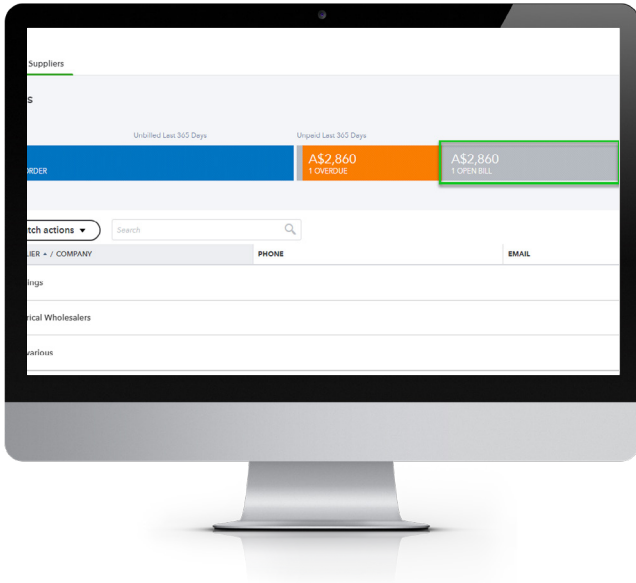 Suppliers
s
Unbilled Last 365 Days
Unpaid Last 365 Days
A$2,860
1 OVERDUE
A$2,860
1 OPEN BILL
RDER
tch actions
Search
LIER / COMPANY
PHONE
EMAIL
ings
rical Wholesalers
various